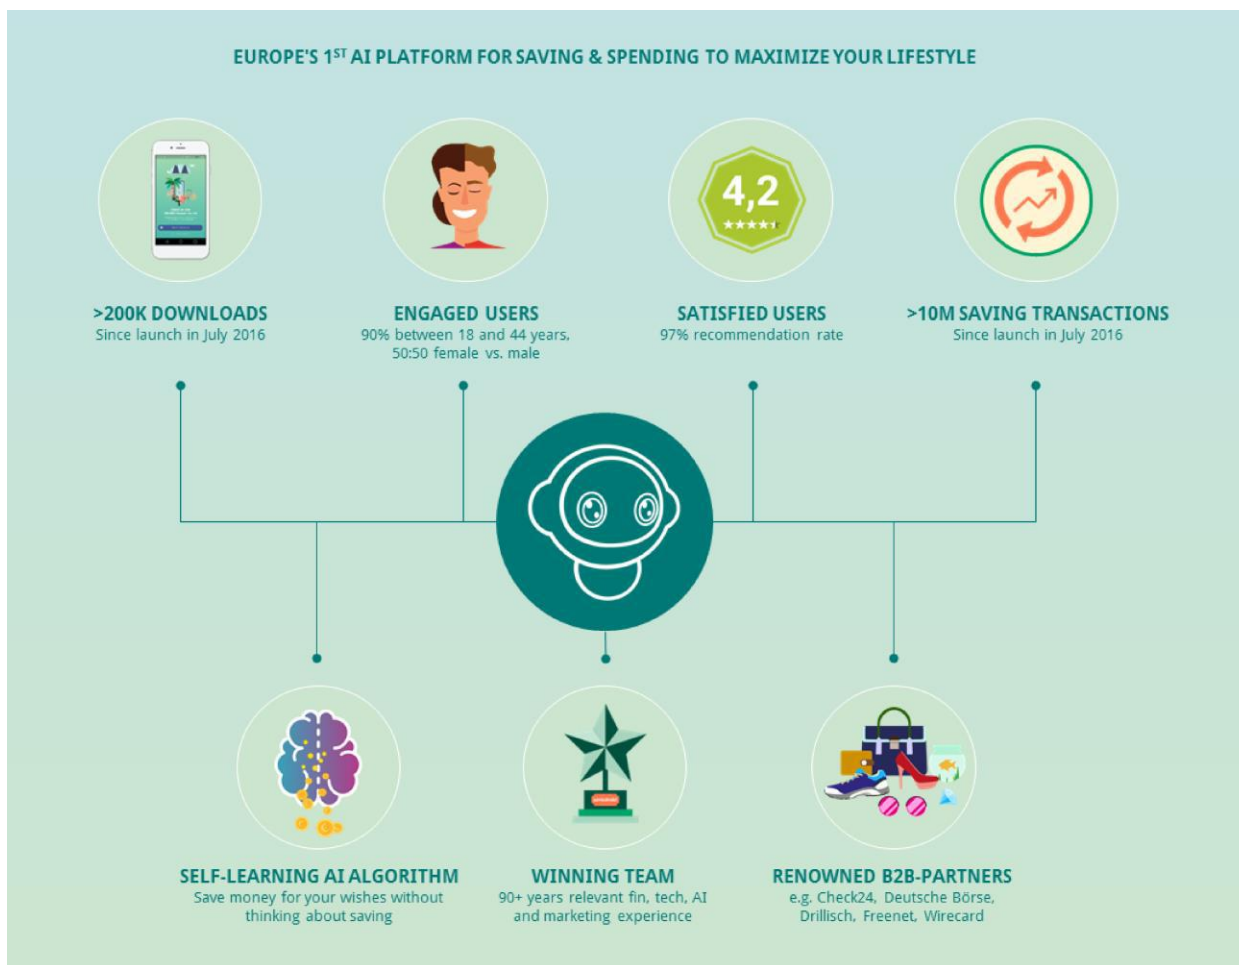 EUROPE'S 1ST AI PLATFORM FOR SAVING & SPENDING TO MAXIMIZE YOUR LIFESTYLE
4,2
>200K DOWNLOADS
Since launch in July 2016
ENGAGED USERS
90% between 18 and 44 years,
50:50 female vs. male
SATISFIED USERS
97% recommendation rate
>10M SAVING TRANSACTIONS
Since launch in July 2016
SELF-LEARNING AI ALGORITHM
Save money for your wishes without
thinking about saving
WINNING TEAM
90+ years relevant fin, tech, AI
and marketing experience
RENOWNED B2B-PARTNERS
e.g. Check24, Deutsche Börse,
Drillisch, Freenet, Wirecard